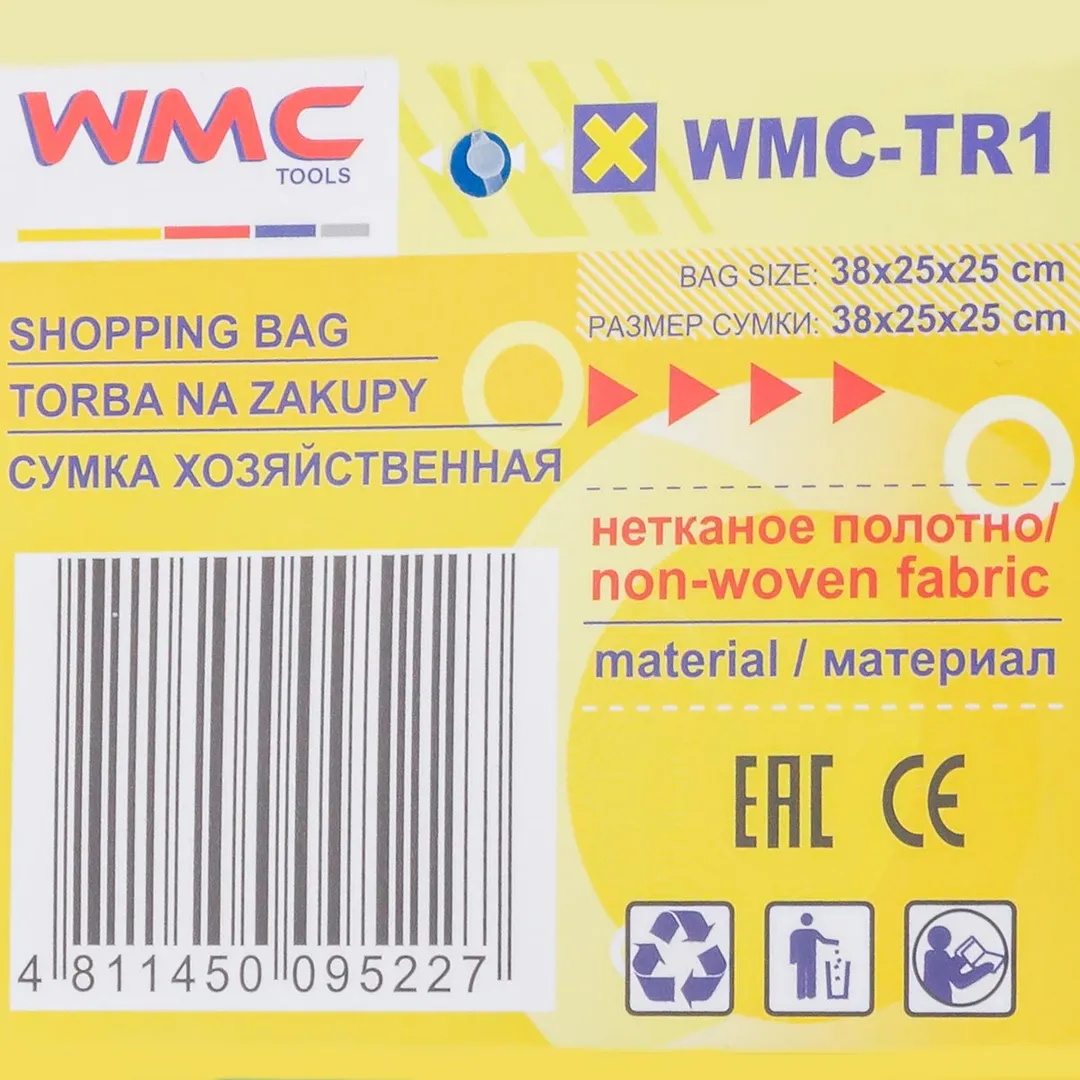 WMC
TOOLS
WMC-TR1
BAG SIZE: 38x25x25 cm
РАЗМЕР СУМКИ: 38x25x25 cm
SHOPPING BAG
TORBA NA ZAKUPY
СУМКА ХОЗЯЙСТВЕННАЯ
нетканое полотно/
non-woven fabric
material / материал
EAC CE
4 811450 095227